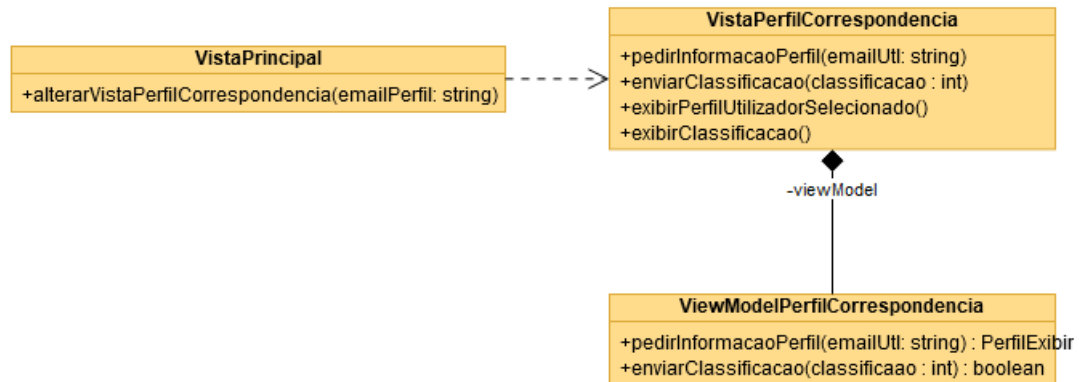 VistaPrincipal
+alterarVistaPerfilCorrespondencia(emailPerfil: string)
VistaPerfilCorrespondencia
+pedirInformacaoPerfil(emailUtl: string)
+enviarClassificacao(classificacao : int)
+exibirPerfilUtilizadorSelecionado()
+exibirClassificacao()
-viewModel
ViewModelPerfilCorrespondencia
+pedirInformacaoPerfil(emailUtl: string) : PerfilExibir
+enviarClassificacao(classificaao : int) : boolean